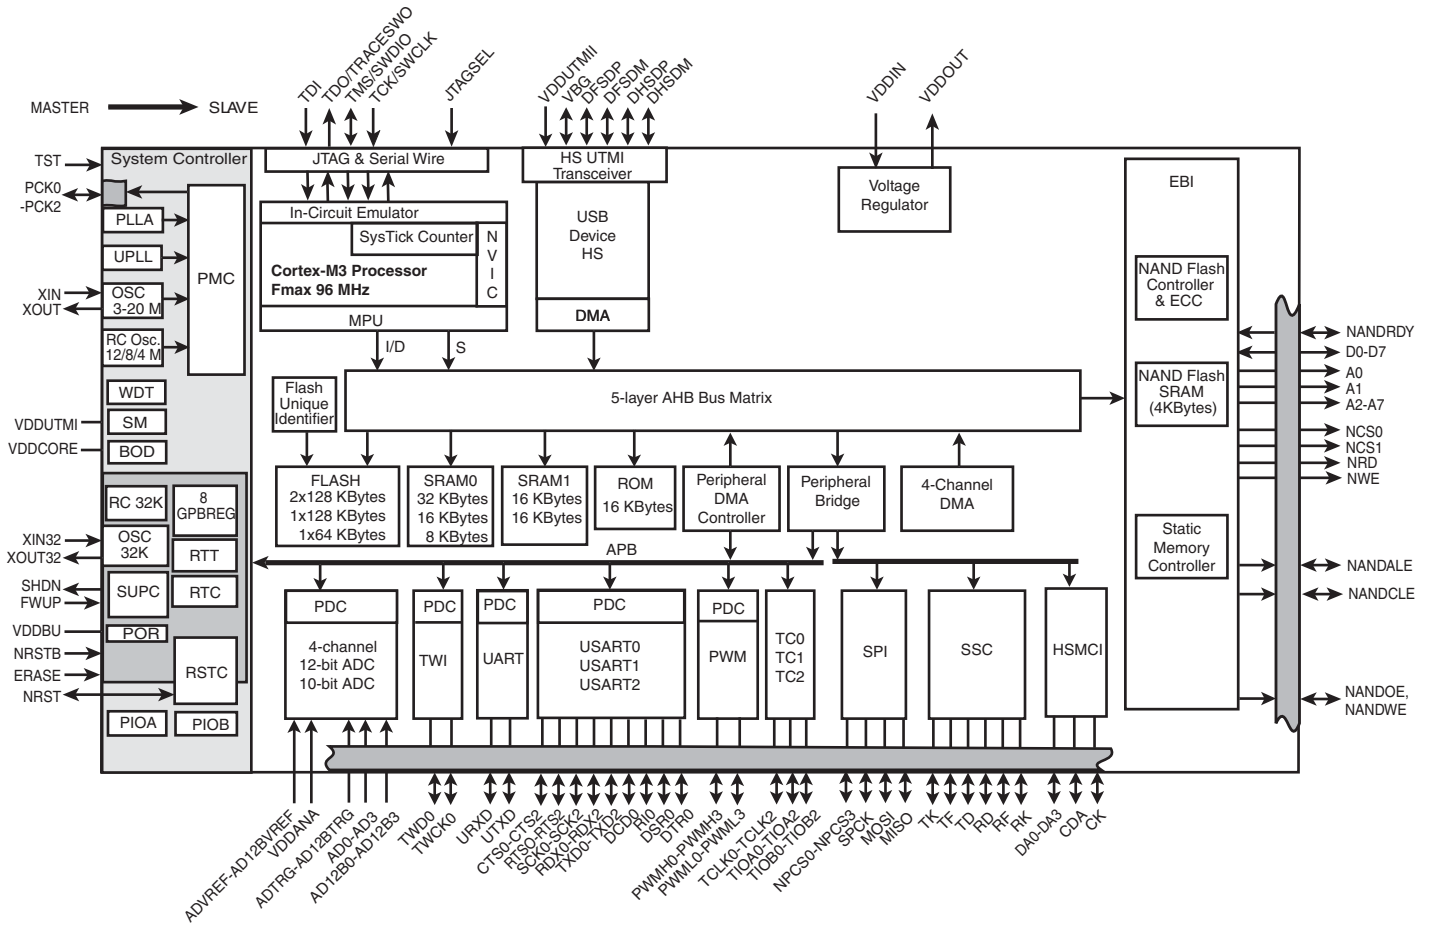 TDI
TDO/TRACESWO
TMS/SWDIO
TCK/SWCLK
JTAGSEL
VDDUTMII
VBG
DFSDP
DFSDM
DHSDP
DHSDM
VDDIN
VDDOUT
MASTER
SLAVE
TST
System Controller
JTAG & Serial Wire
HS UTMI
Transceiver
Voltage
Regulator
EBI
PCK0
-PCK2
PLLA
UPLL
OSC
3-20 M
RC Osc.
12/8/4 M
PMC
XIN
XOUT
In-Circuit Emulator
SysTick Counter
N
V
I
C
Cortex-M3 Processor
Fmax 96 MHz
MPU
I/D
S
USB
Device
HS
DMA
NAND Flash
Controller
& ECC
NAND Flash
SRAM
(4KBytes)
Static
Memory
Controller
NANDRDY
D0-D7
A0
A1
A2-A7
NCS0
NCS1
NRD
NWE
NANDALE
NANDCLE
NANDOE,
NANDWE
WDT
SM
BOD
VDDUTMI
VDDCORE
Flash
Unique
Identifier
5-layer AHB Bus Matrix
FLASH
2x128 KBytes
1x128 KBytes
1x64 KBytes
SRAM0
32 KBytes
16 KBytes
8 KBytes
SRAM1
16 KBytes
16 KBytes
ROM
16 KBytes
Peripheral
DMA
Controller
Peripheral
Bridge
4-Channel
DMA
RC 32K
8
GPBREG
OSC
32K
RTT
SUPC
RTC
POR
RSTC
PIOA
PIOB
XIN32
XOUT32
SHDN
FWUP
VDDBU
NRSTB
ERASE
NRST
APB
PDC
4-channel
12-bit ADC
10-bit ADC
PDC
TWI
PDC
UART
PDC
USART0
USART1
USART2
PDC
PWM
TC0
TC1
TC2
SPI
SSC
HSMCI
ADVREF-AD12BVREF
VDDANA
ADTRG-AD12BTRG
AD0-AD3
AD12B0-AD12B3
TWD0
TWCK0
URXD
UTXD
CTS0-CTS2
RTS0-RTS2
SCK0-SCK2
RDX0-RDX2
TXD0-TXD2
DCD0
RI0
DSR0
DTR0
PWMH0-PWMH3
PWML0-PWML3
TCLK0-TCLK2
TIOA0-TIOA2
TIOB0-TIOB2
NPCS0-NPCS3
SPCK
MOSI
MISO
TK
TF
TD
RD
RF
RK
DA0-DA3
CDA
CK